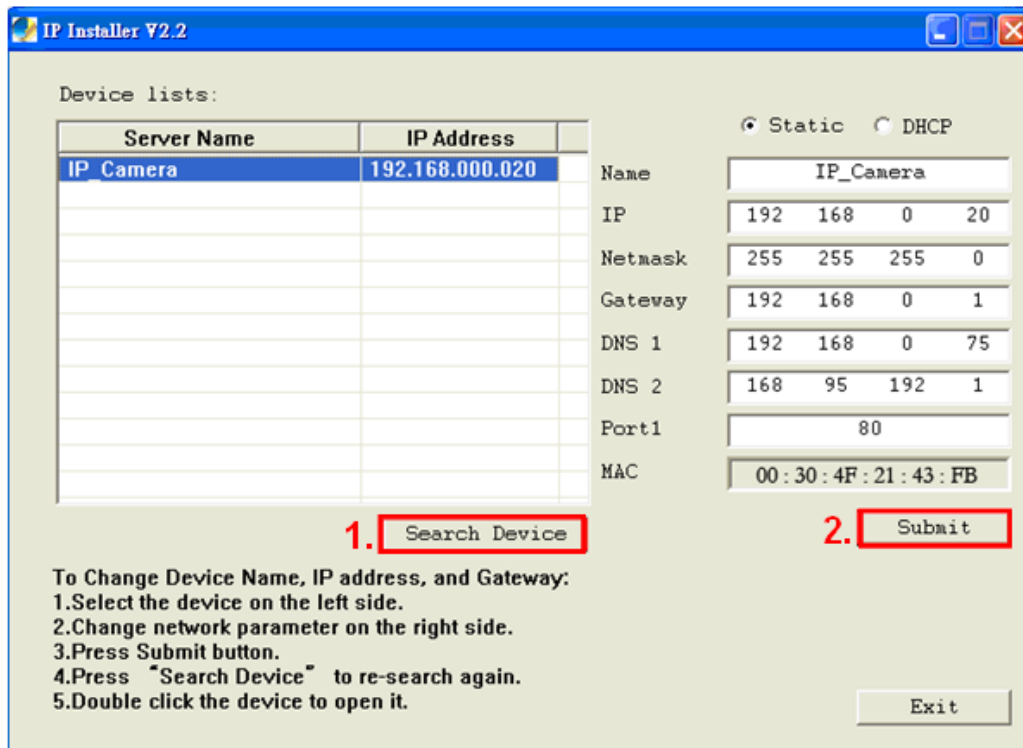 IP Installer V2.2
Device lists:
Server Name IP Address
IP_Camera 192.168.000.020
Static DHCP
Name IP_Camera
IP 192 168 0 20
Netmask 255 255 255 0
Gateway 192 168 0 1
DNS 1 192 168 0 75
DNS 2 168 95 192 1
Port1 80
MAC 00 : 30 : 4F : 21 : 43 : FB
1. Search Device
2. Submit
To Change Device Name, IP address, and Gateway:
1.Select the device on the left side.
2.Change network parameter on the right side.
3.Press Submit button.
4.Press “Search Device” to re-search again.
5.Double click the device to open it.
Exit